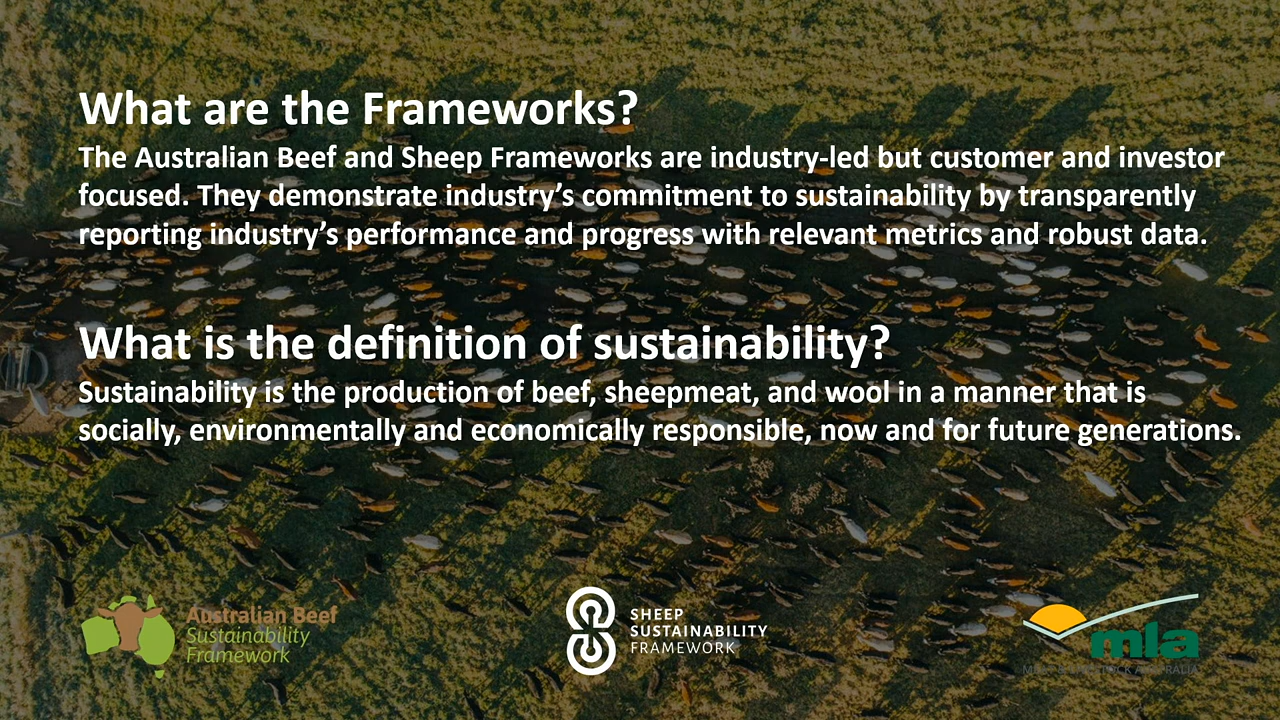 What are the Frameworks?
The Australian Beef and Sheep Frameworks are industry-led but customer and investor
focused. They demonstrate industry's commitment to sustainability by transparently
reporting industry's performance and progress with relevant metrics and robust data.
What is the definition of sustainability?
Sustainability is the production of beef, sheepmeat, and wool in a manner that is
socially, environmentally and economically responsible, now and for future generations.
Australian Beef
Sustainability
Framework
SHEEP
SUSTAINABILITY
FRAMEWORK
mla
MEAT & LIVESTOCK AUSTRALIA